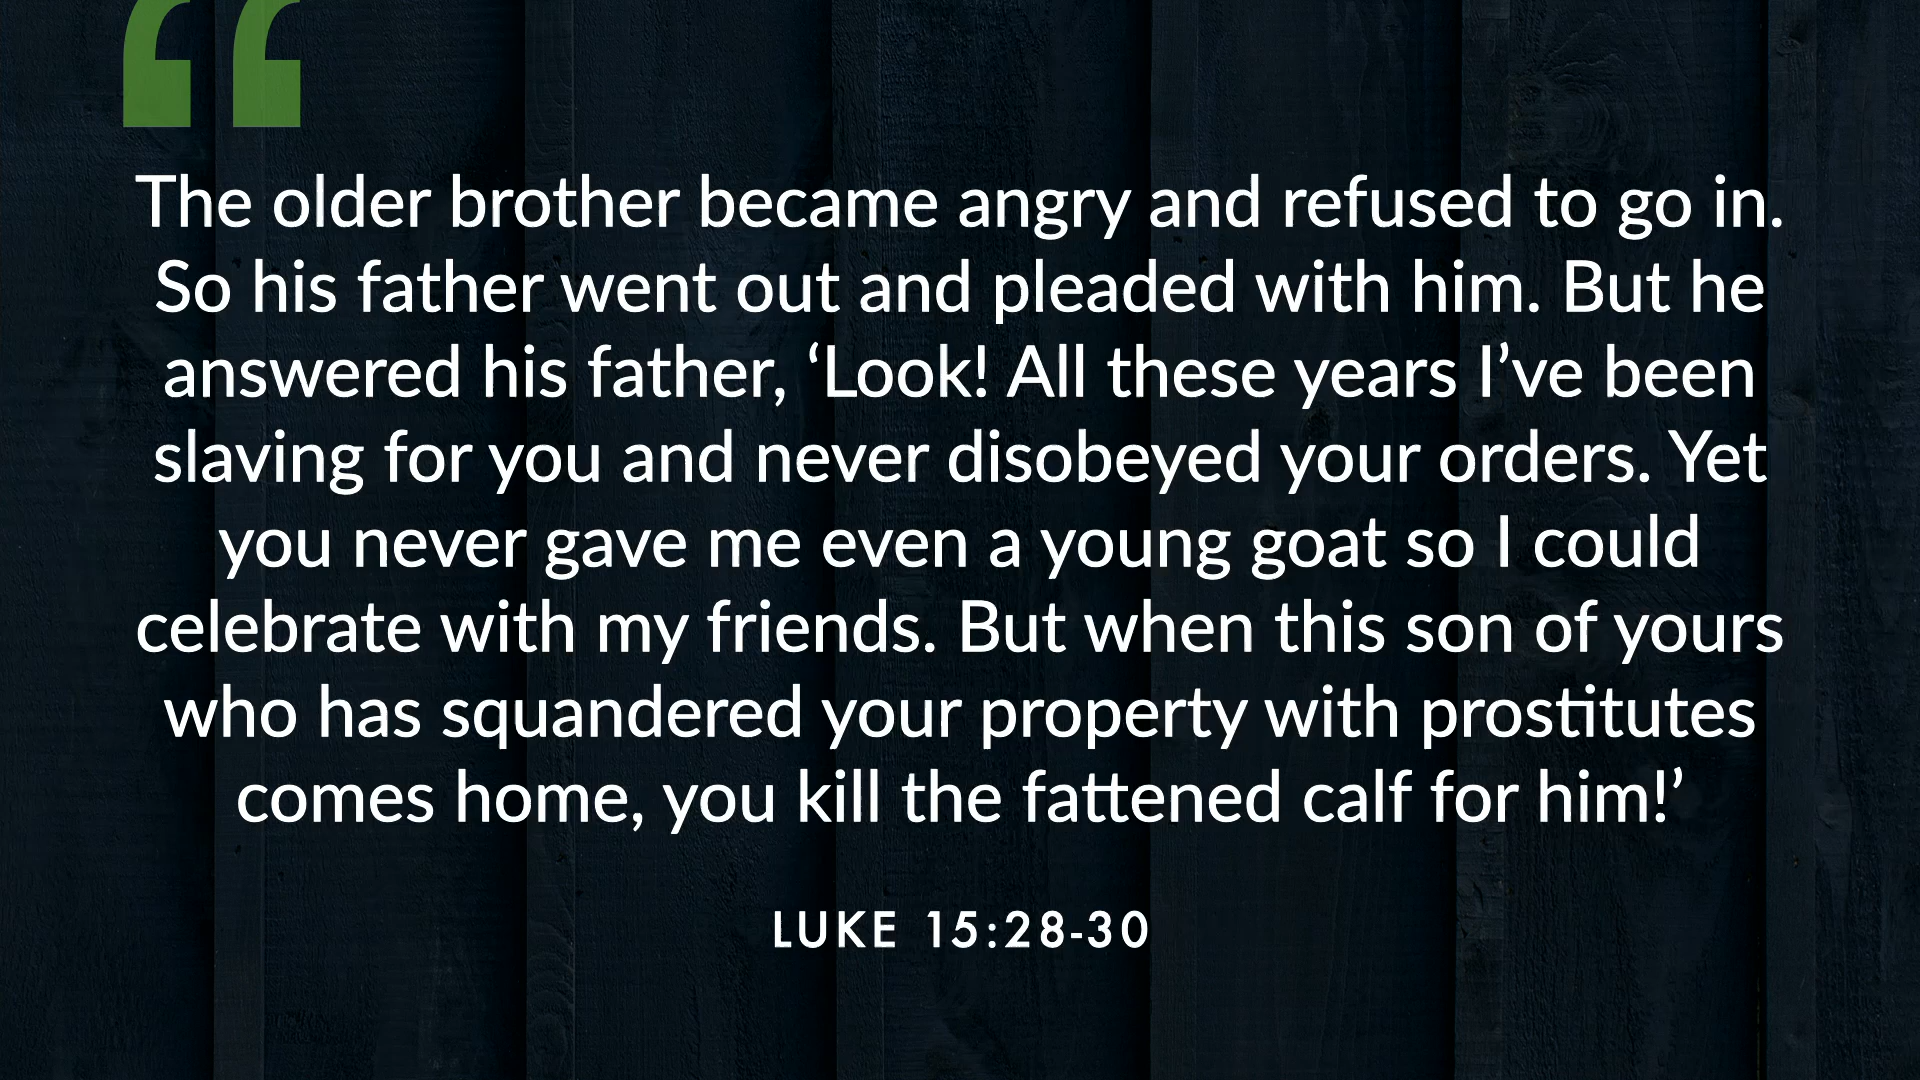 “
The older brother became angry and refused to go in.
So his father went out and pleaded with him. But he
answered his father, ‘Look! All these years I’ve been
slaving for you and never disobeyed your orders. Yet
you never gave me even a young goat so I could
celebrate with my friends. But when this son of yours
who has squandered your property with prostitutes
comes home, you kill the fattened calf for him!’
LUKE 15:28-30